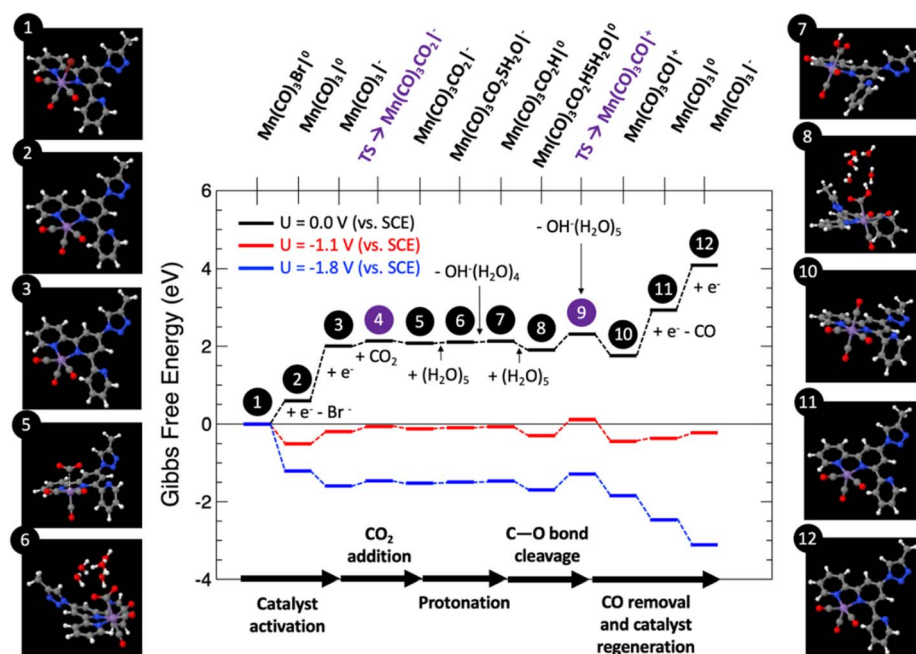 1
2
3
5
6
7
8
10
11
12
Mn(CO)₃Br|⁰
Mn(CO)₃|⁰
Mn(CO)₃|⁻
TS → Mn(CO)₃CO₂|⁻
Mn(CO)₃CO₂|⁻
Mn(CO)₃CO₂5H₂O|⁻
Mn(CO)₃CO₂H|⁰
Mn(CO)₃CO₂H5H₂O|⁰
TS → Mn(CO)₃CO|⁺
Mn(CO)₃CO|⁺
Mn(CO)₃|⁰
Mn(CO)₃|⁻
Gibbs Free Energy (eV)
6
4
2
0
-2
-4
U = 0.0 V (vs. SCE)
U = -1.1 V (vs. SCE)
U = -1.8 V (vs. SCE)
- OH⁻(H₂O)₅
- OH⁻(H₂O)₄
1
2
3
4
5
6
7
8
9
10
11
12
+ e⁻ - Br⁻
+ e⁻
+ CO₂
+ (H₂O)₅
+ (H₂O)₅
+ e⁻ - CO
+ e⁻
CO₂
addition
C—O bond
cleavage
Catalyst
activation
Protonation
CO removal
and catalyst
regeneration